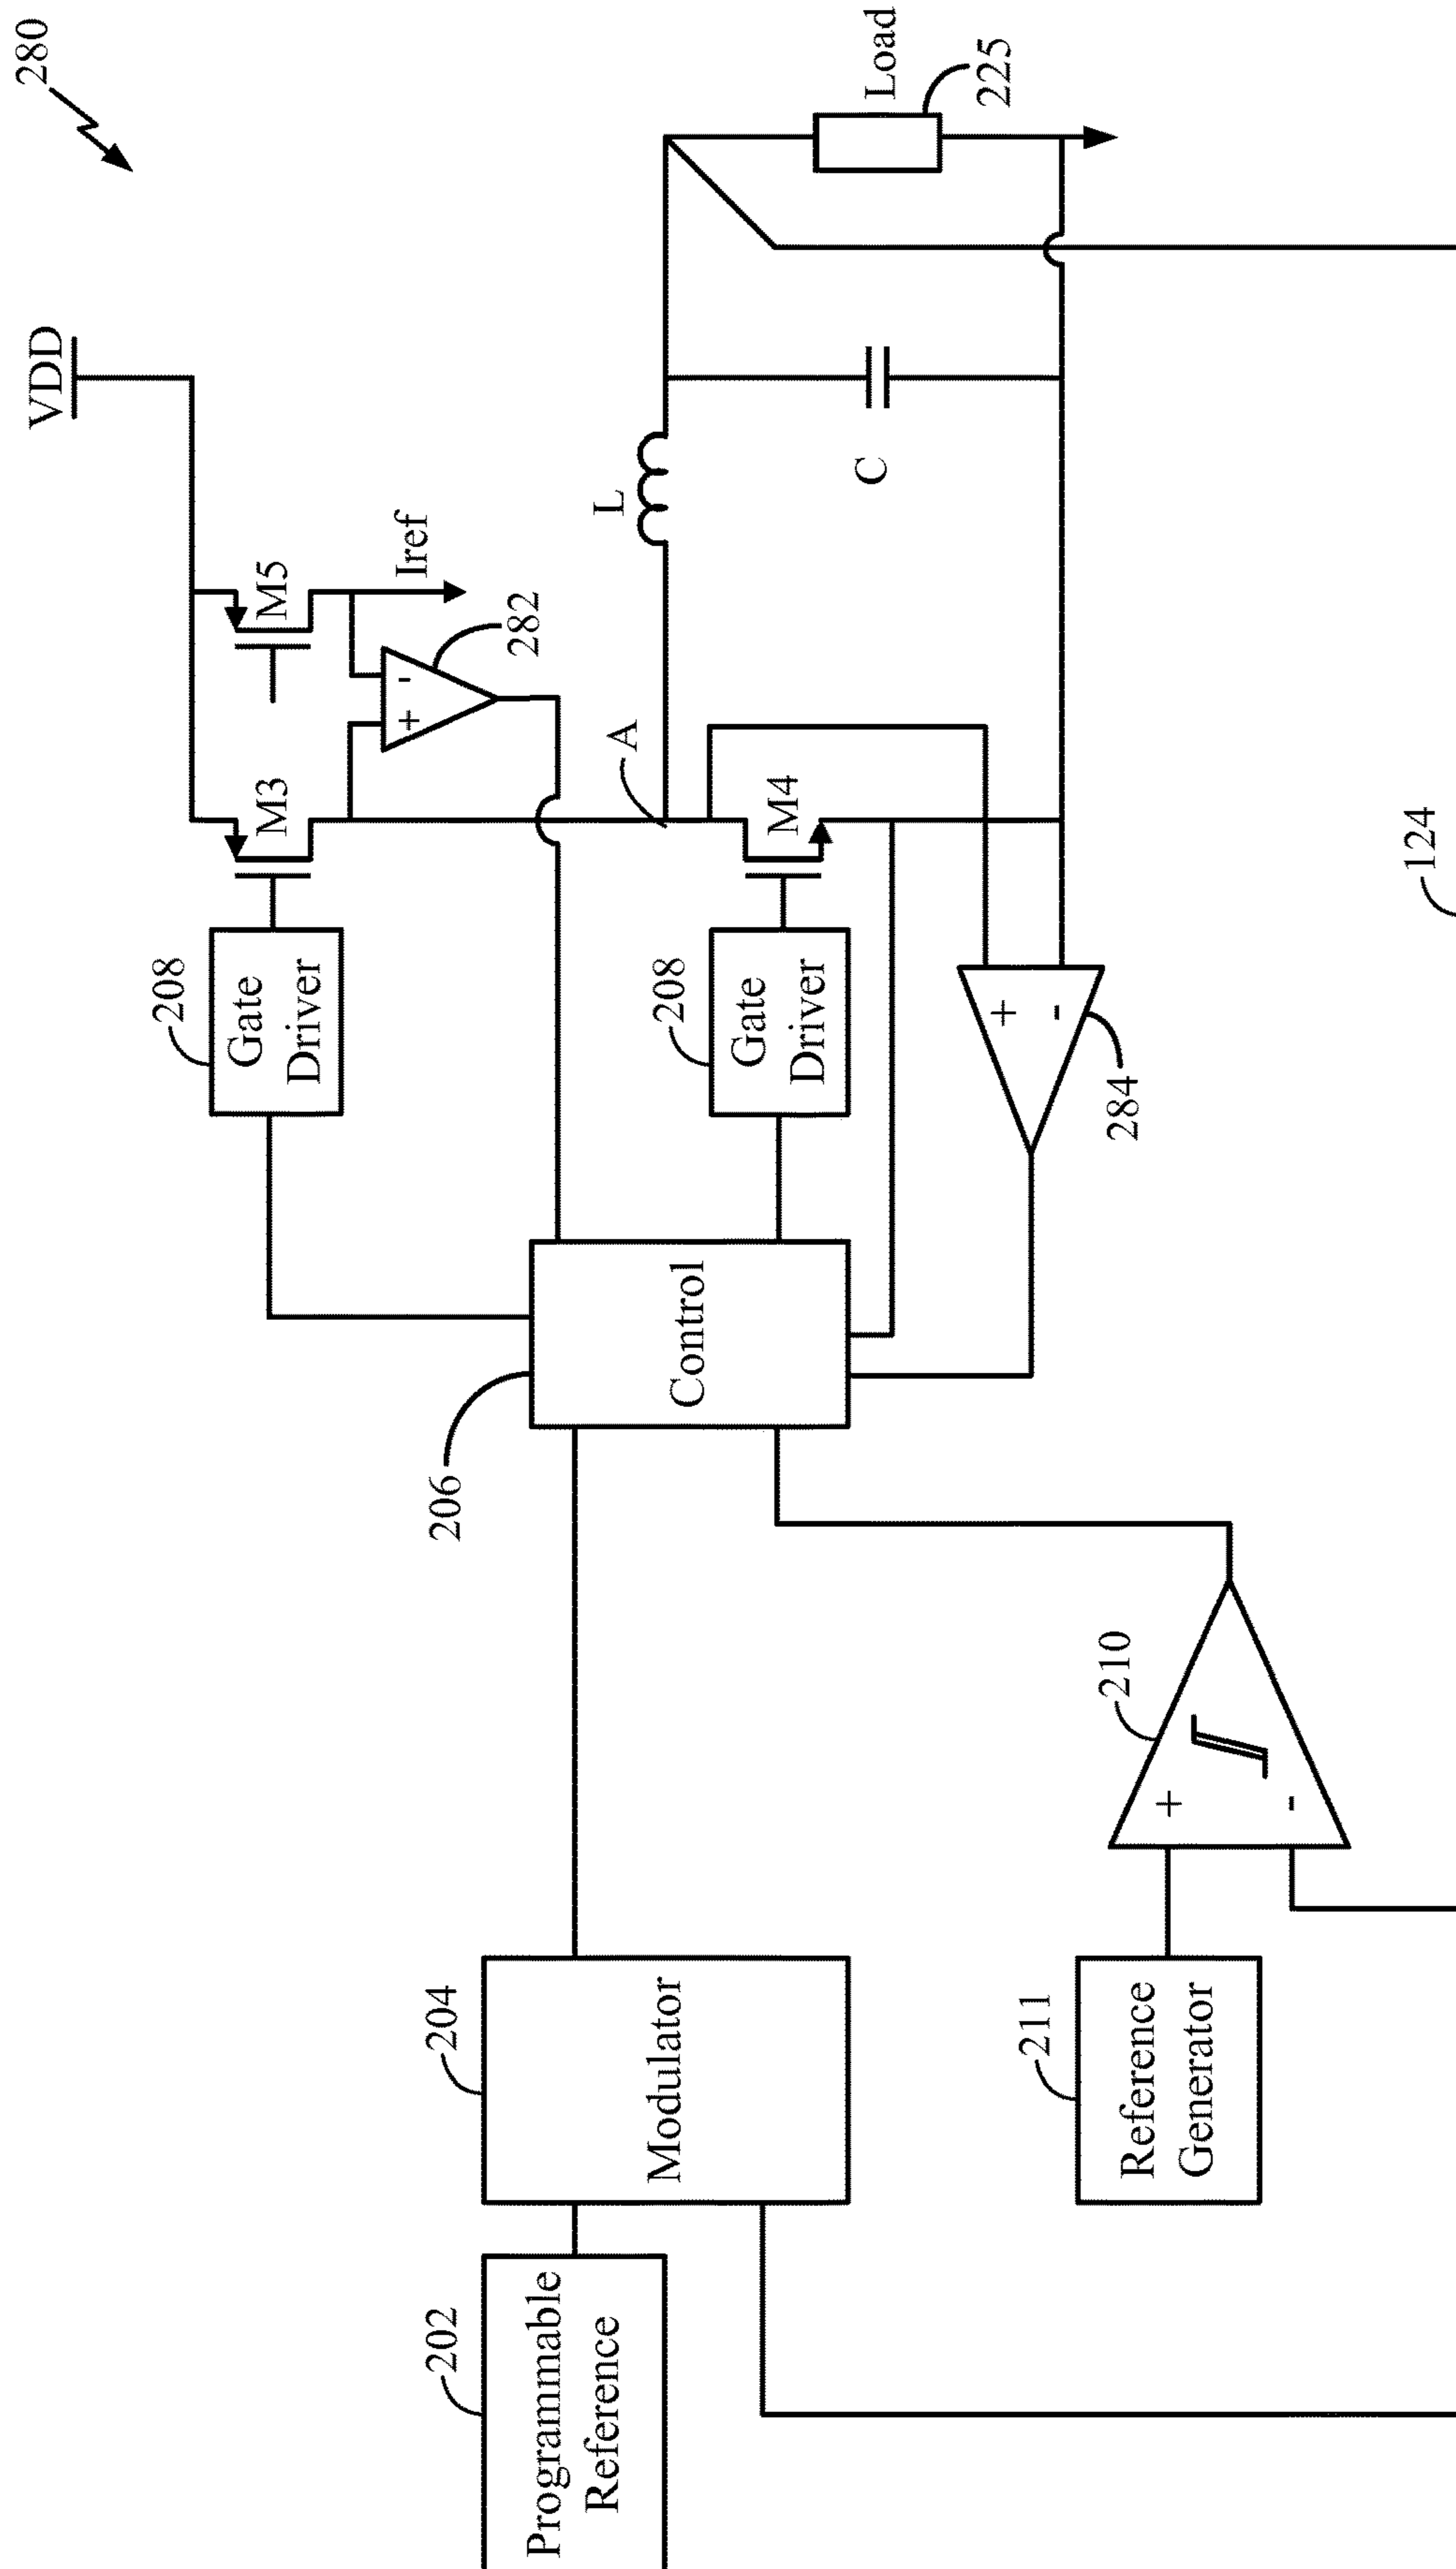 280
VDD
M3
M5
Iref
282
208
Gate
Driver
A
L
C
Load
225
M4
208
Gate
Driver
284
206
Control
202
Programmable
Reference
204
Modulator
211
Reference
Generator
210
+
-
+
-
+
-
124